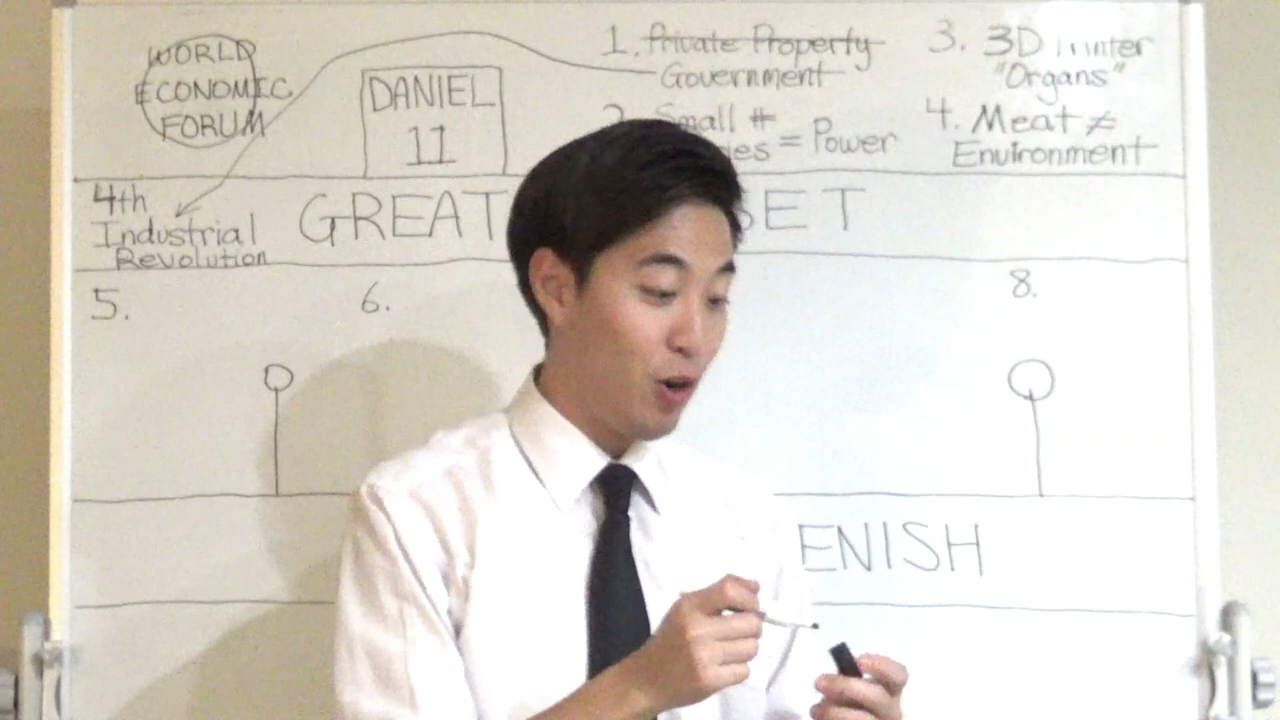 WORLD
ECONOMIC
FORUM
DANIEL
11
1. Private Property
Government
Small #
= Power
3. 3D
"Organs"
4. Meat ≠
Environment
4th
Industrial
Revolution
GREAT
SET
5.
6.
8.
ENISH